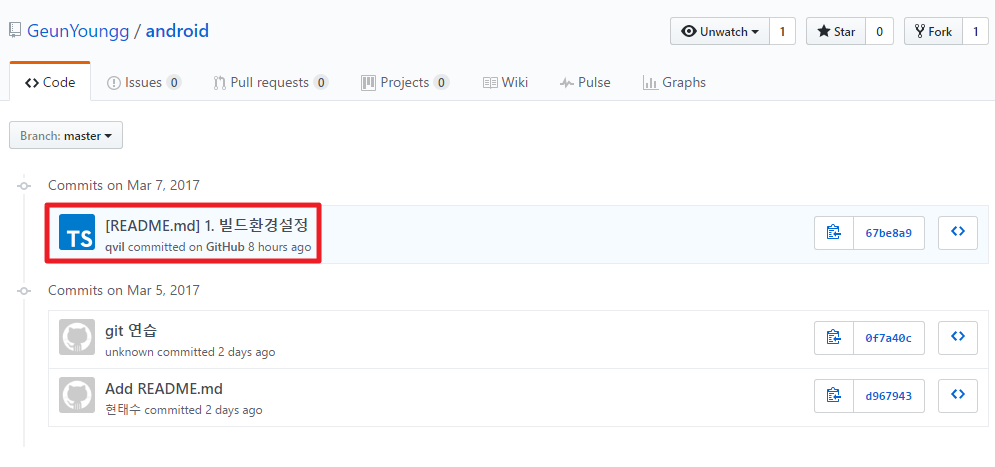 GeunYoungg / android
Unwatch 1 Star 0 Fork 1
Code Issues 0 Pull requests 0 Projects 0 Wiki Pulse Graphs
Branch: master
Commits on Mar 7, 2017
TS
[README.md] 1. 빌드환경설정
qvil committed on GitHub 8 hours ago
67be8a9
Commits on Mar 5, 2017
git 연습
unknown committed 2 days ago
0f7a40c
Add README.md
현태수 committed 2 days ago
d967943